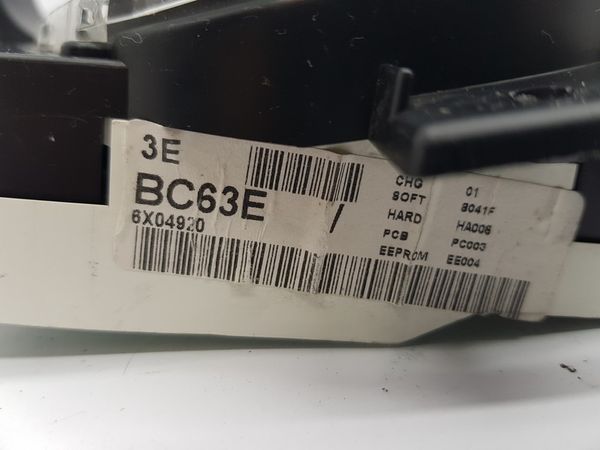 3E
BC63E /
6X04920
CHG 01
SOFT 8041F
HARD HA006
PCB PC003
EEPROM EE004